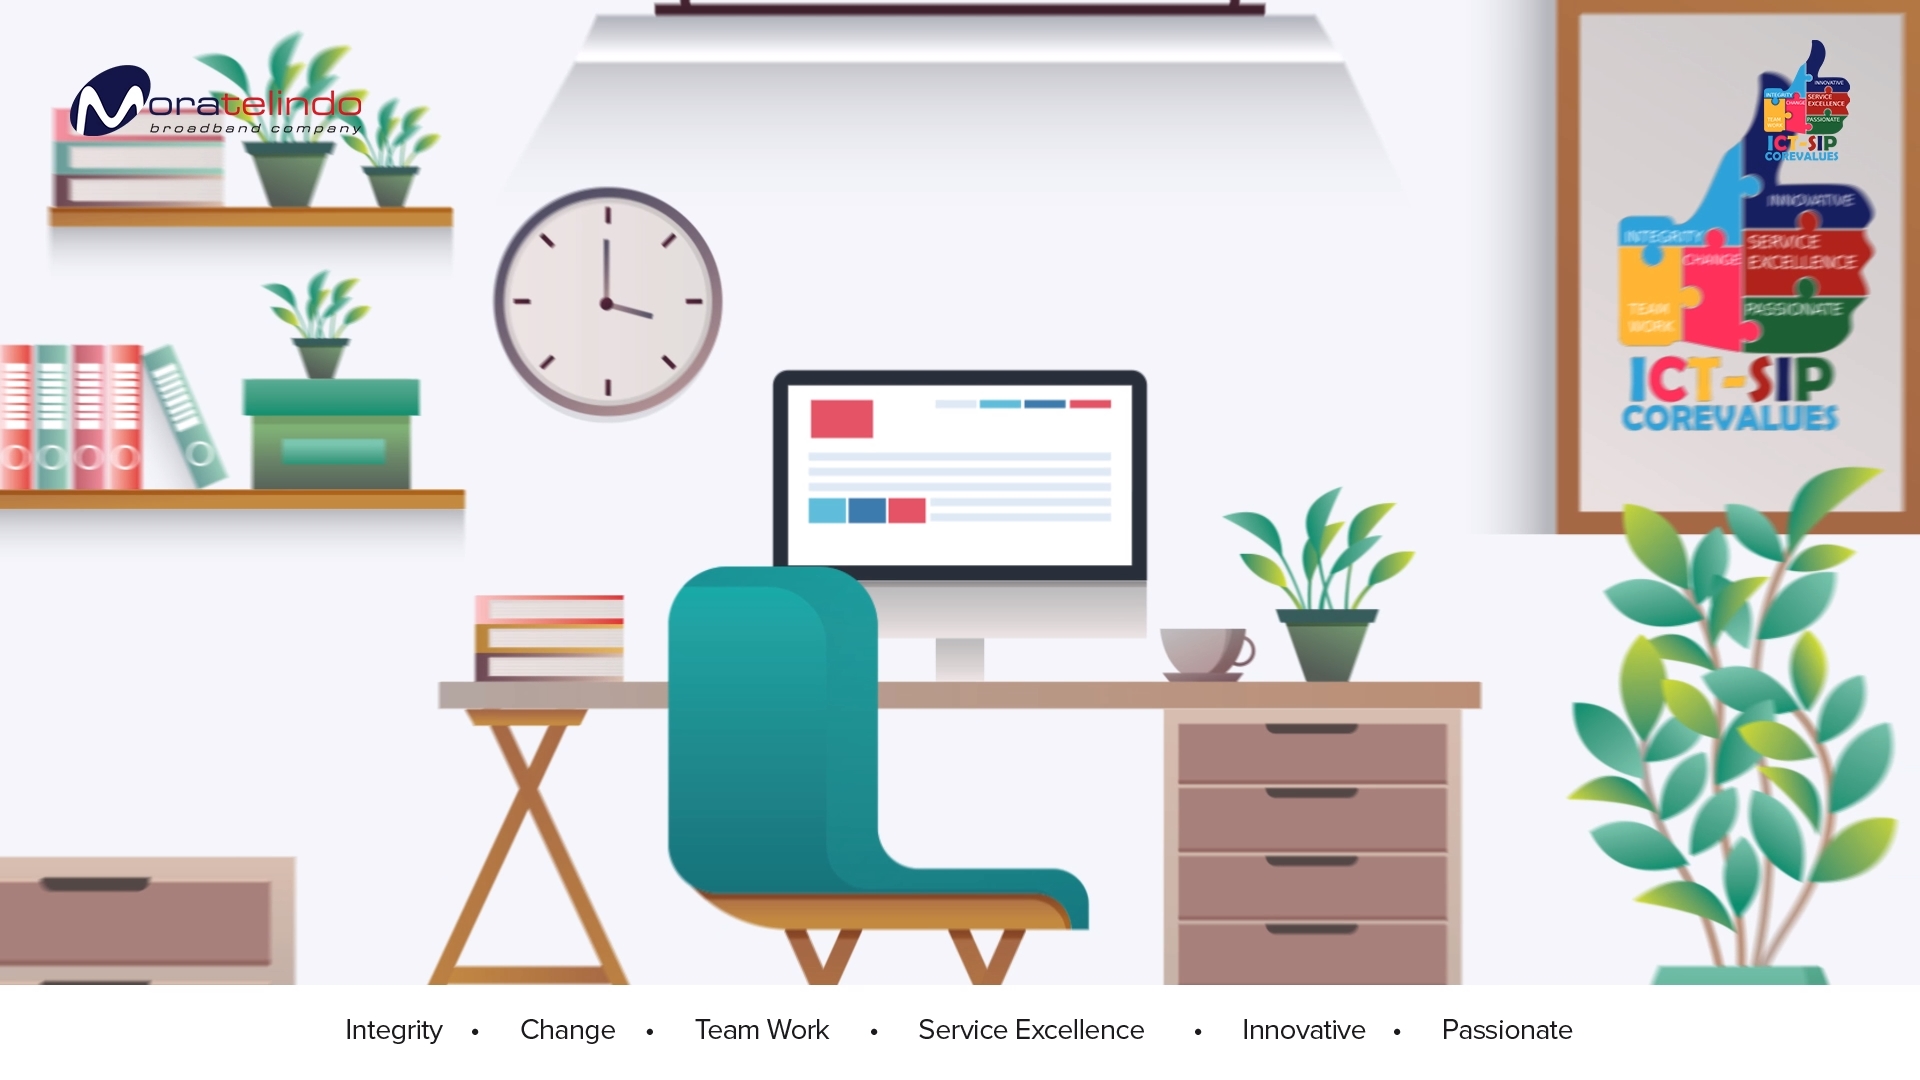 Moratelindo
broadband company
INNOVATIVE
INTEGRITY
SERVICE
EXCELLENCE
CHANGE
TEAM
WORK
PASSIONATE
ICT-SIP
COREVALUES
INNOVATIVE
INTEGRITY
SERVICE
EXCELLENCE
CHANGE
TEAM
WORK
PASSIONATE
ICT-SIP
COREVALUES
Integrity • Change • Team Work • Service Excellence • Innovative • Passionate